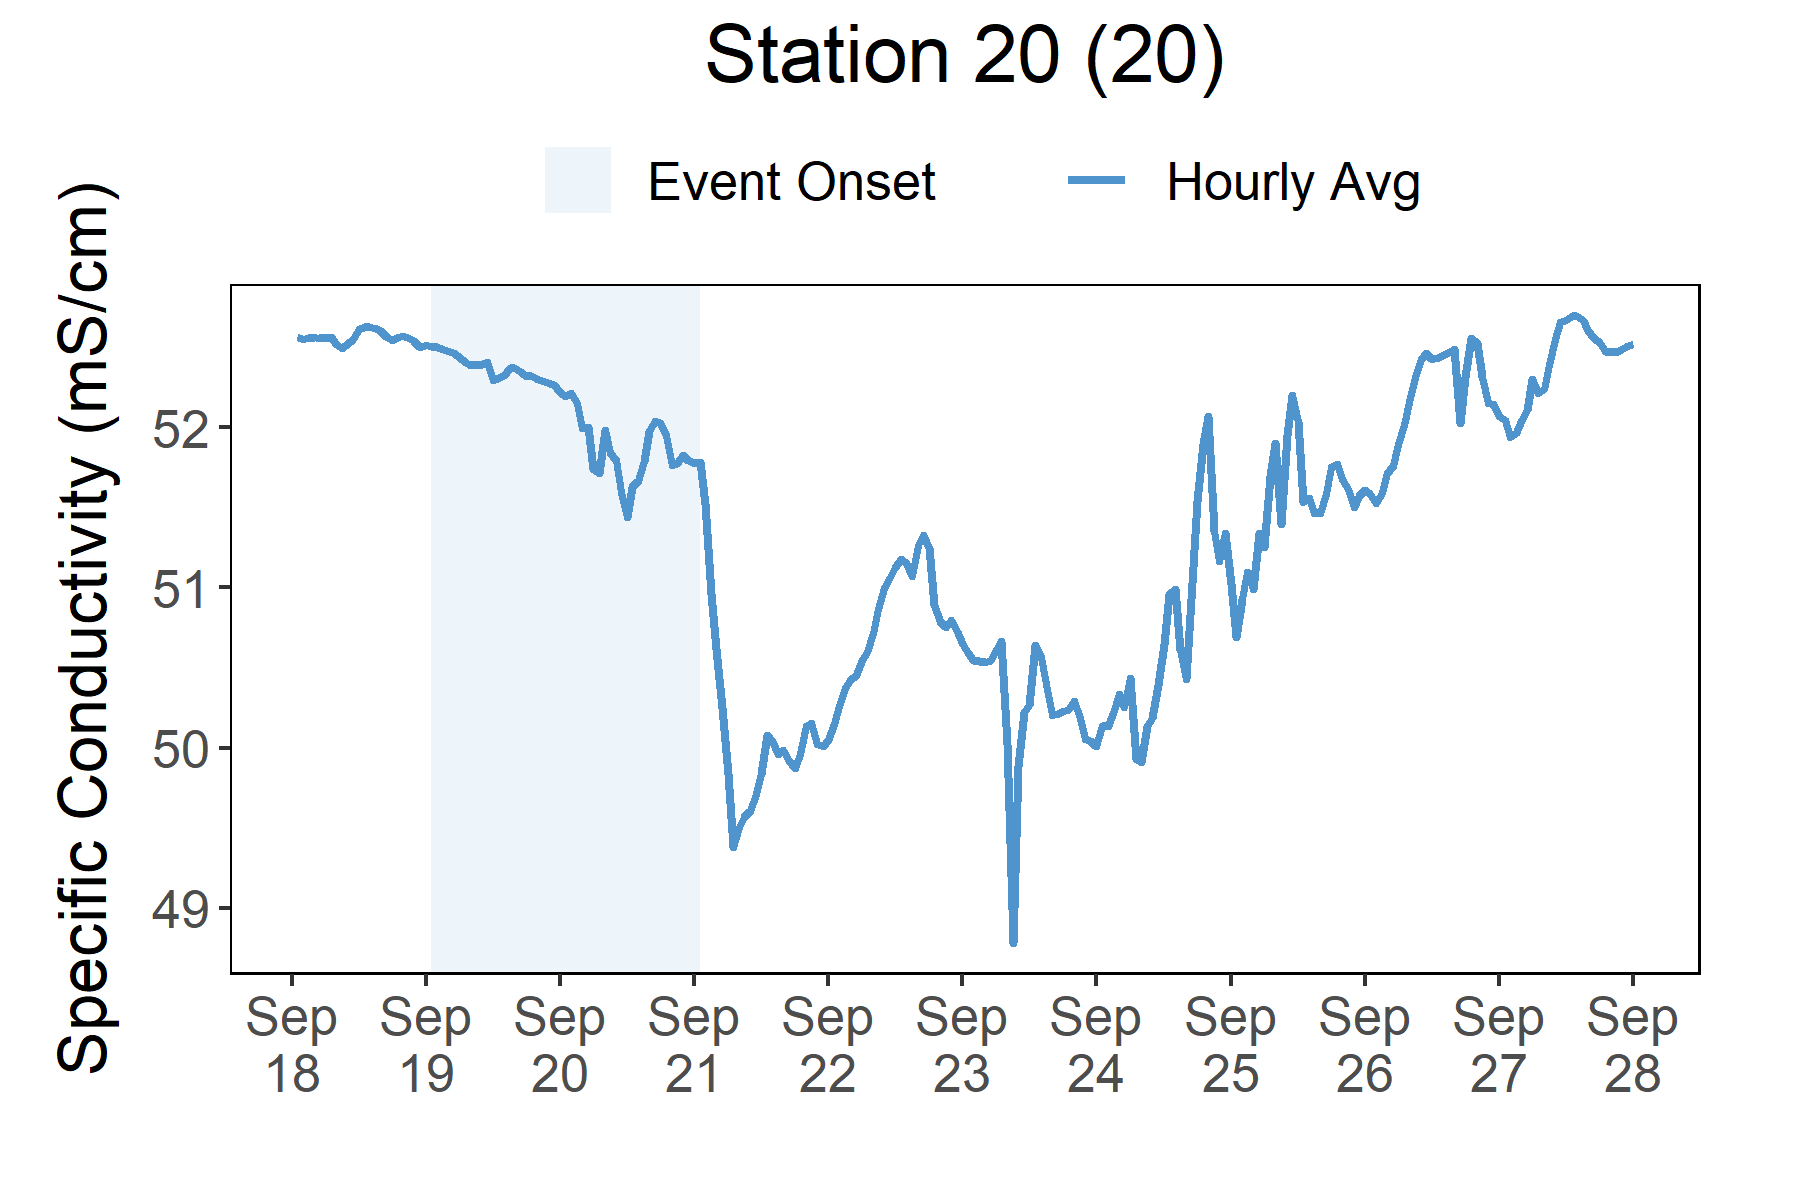 Station 20 (20)
Event Onset
Hourly Avg
Specific Conductivity (mS/cm)
52
51
50
49
Sep 18
Sep 19
Sep 20
Sep 21
Sep 22
Sep 23
Sep 24
Sep 25
Sep 26
Sep 27
Sep 28